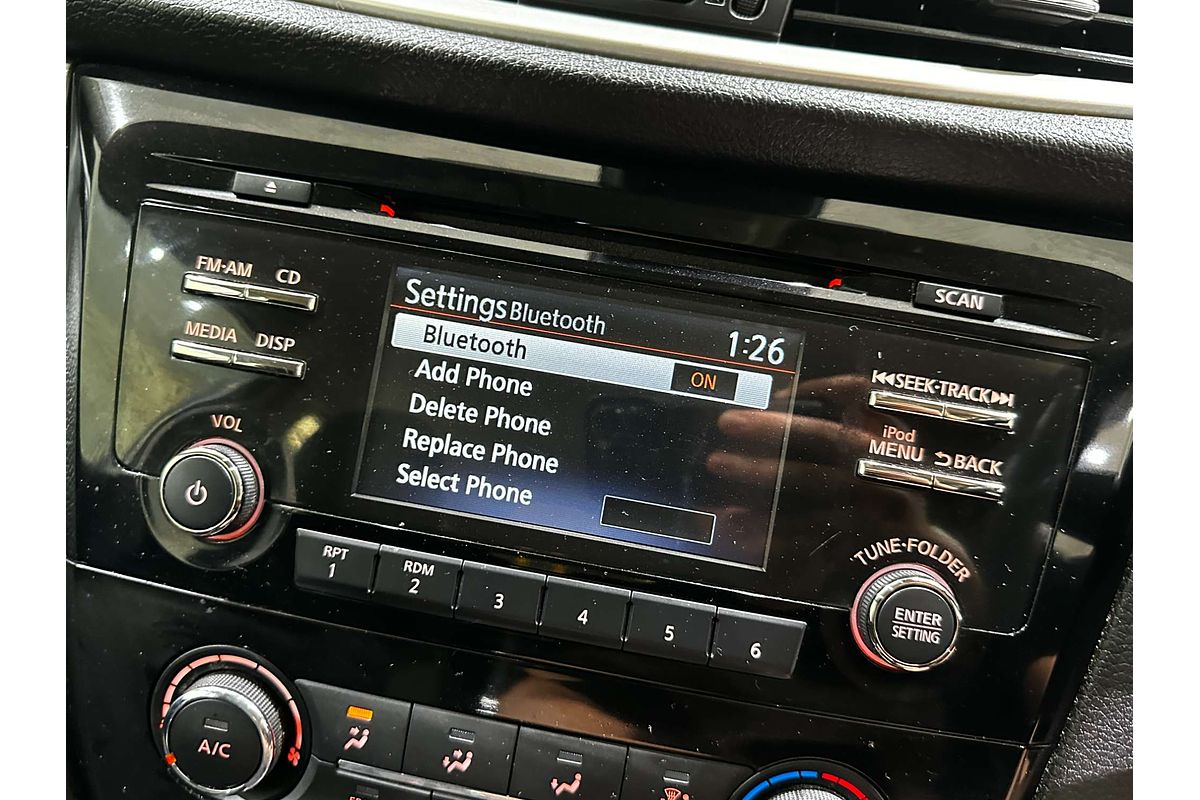 SCAN
FM·AM CD
MEDIA DISP
VOL
Settings Bluetooth
1:26
Bluetooth ON
Add Phone
Delete Phone
Replace Phone
Select Phone
SEEK·TRACK
iPod
MENU BACK
TUNE·FOLDER
ENTER
SETTING
RPT
1
RDM
2
3
4
5
6
A/C